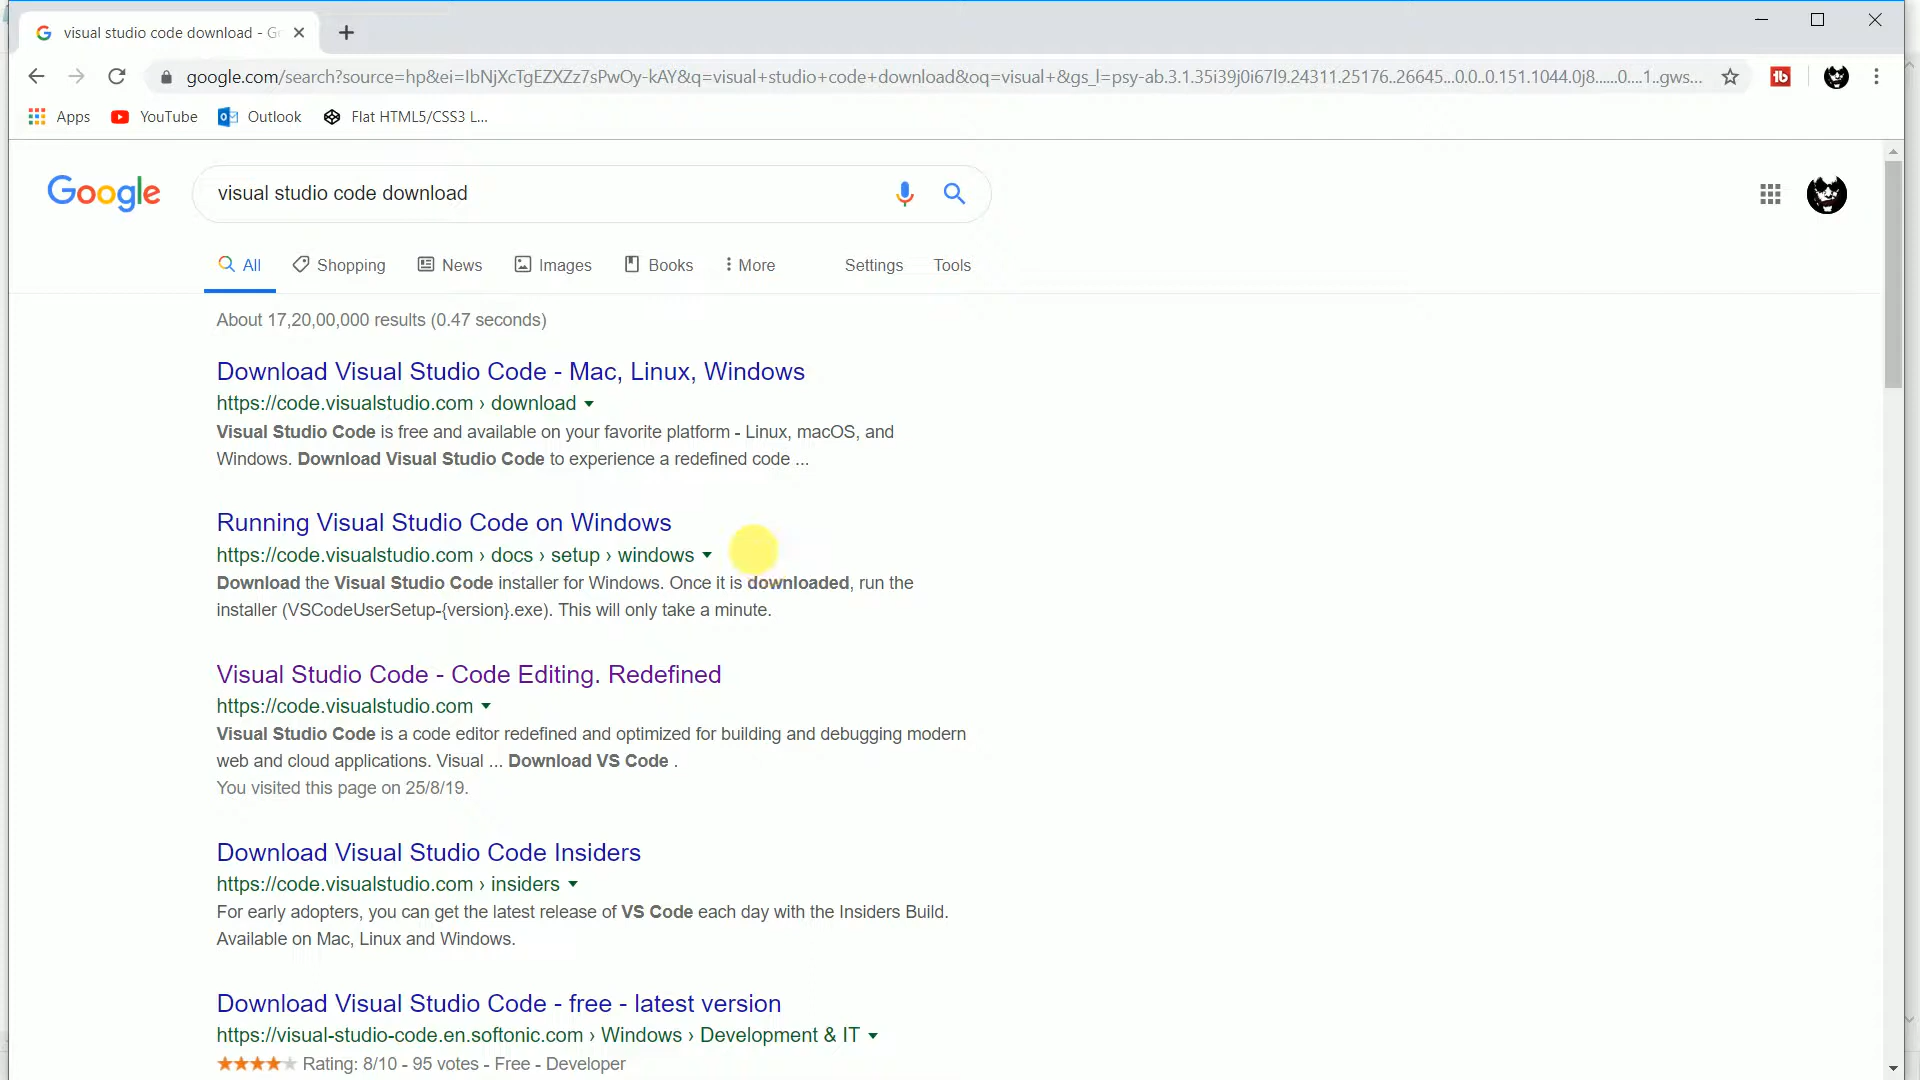 visual studio code download - G
google.com/search?source=hp&ei=IbNjXcTgEZXZz7sPwOy-kAY&q=visual+studio+code+download&oq=visual+&gs_l=psy-ab.3.1.35i39j0i67l9.24311.25176..26645...0.0..0.151.1044.0j8......0....1..gws...
Apps YouTube Outlook Flat HTML5/CSS3 L...
Google visual studio code download
All Shopping News Images Books More Settings Tools
About 17,20,00,000 results (0.47 seconds)
Download Visual Studio Code - Mac, Linux, Windows
https://code.visualstudio.com › download
Visual Studio Code is free and available on your favorite platform - Linux, macOS, and
Windows. Download Visual Studio Code to experience a redefined code ...
Running Visual Studio Code on Windows
https://code.visualstudio.com › docs › setup › windows
Download the Visual Studio Code installer for Windows. Once it is downloaded, run the
installer (VSCodeUserSetup-{version}.exe). This will only take a minute.
Visual Studio Code - Code Editing. Redefined
https://code.visualstudio.com
Visual Studio Code is a code editor redefined and optimized for building and debugging modern
web and cloud applications. Visual ... Download VS Code .
You visited this page on 25/8/19.
Download Visual Studio Code Insiders
https://code.visualstudio.com › insiders
For early adopters, you can get the latest release of VS Code each day with the Insiders Build.
Available on Mac, Linux and Windows.
Download Visual Studio Code - free - latest version
https://visual-studio-code.en.softonic.com › Windows › Development & IT
Rating: 8/10 - 95 votes - Free - Developer